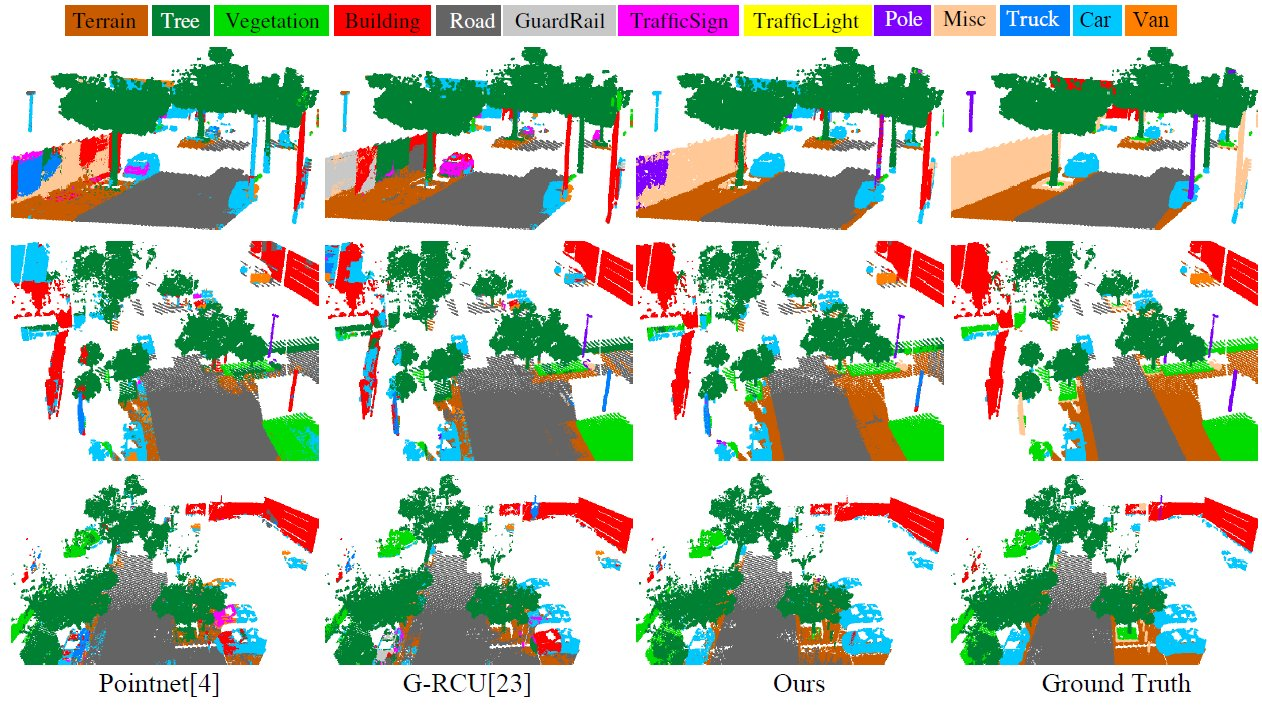 Terrain Tree Vegetation Building Road GuardRail TrafficSign TrafficLight Pole Misc Truck Car Van
Pointnet[4] G-RCU[23] Ours Ground Truth